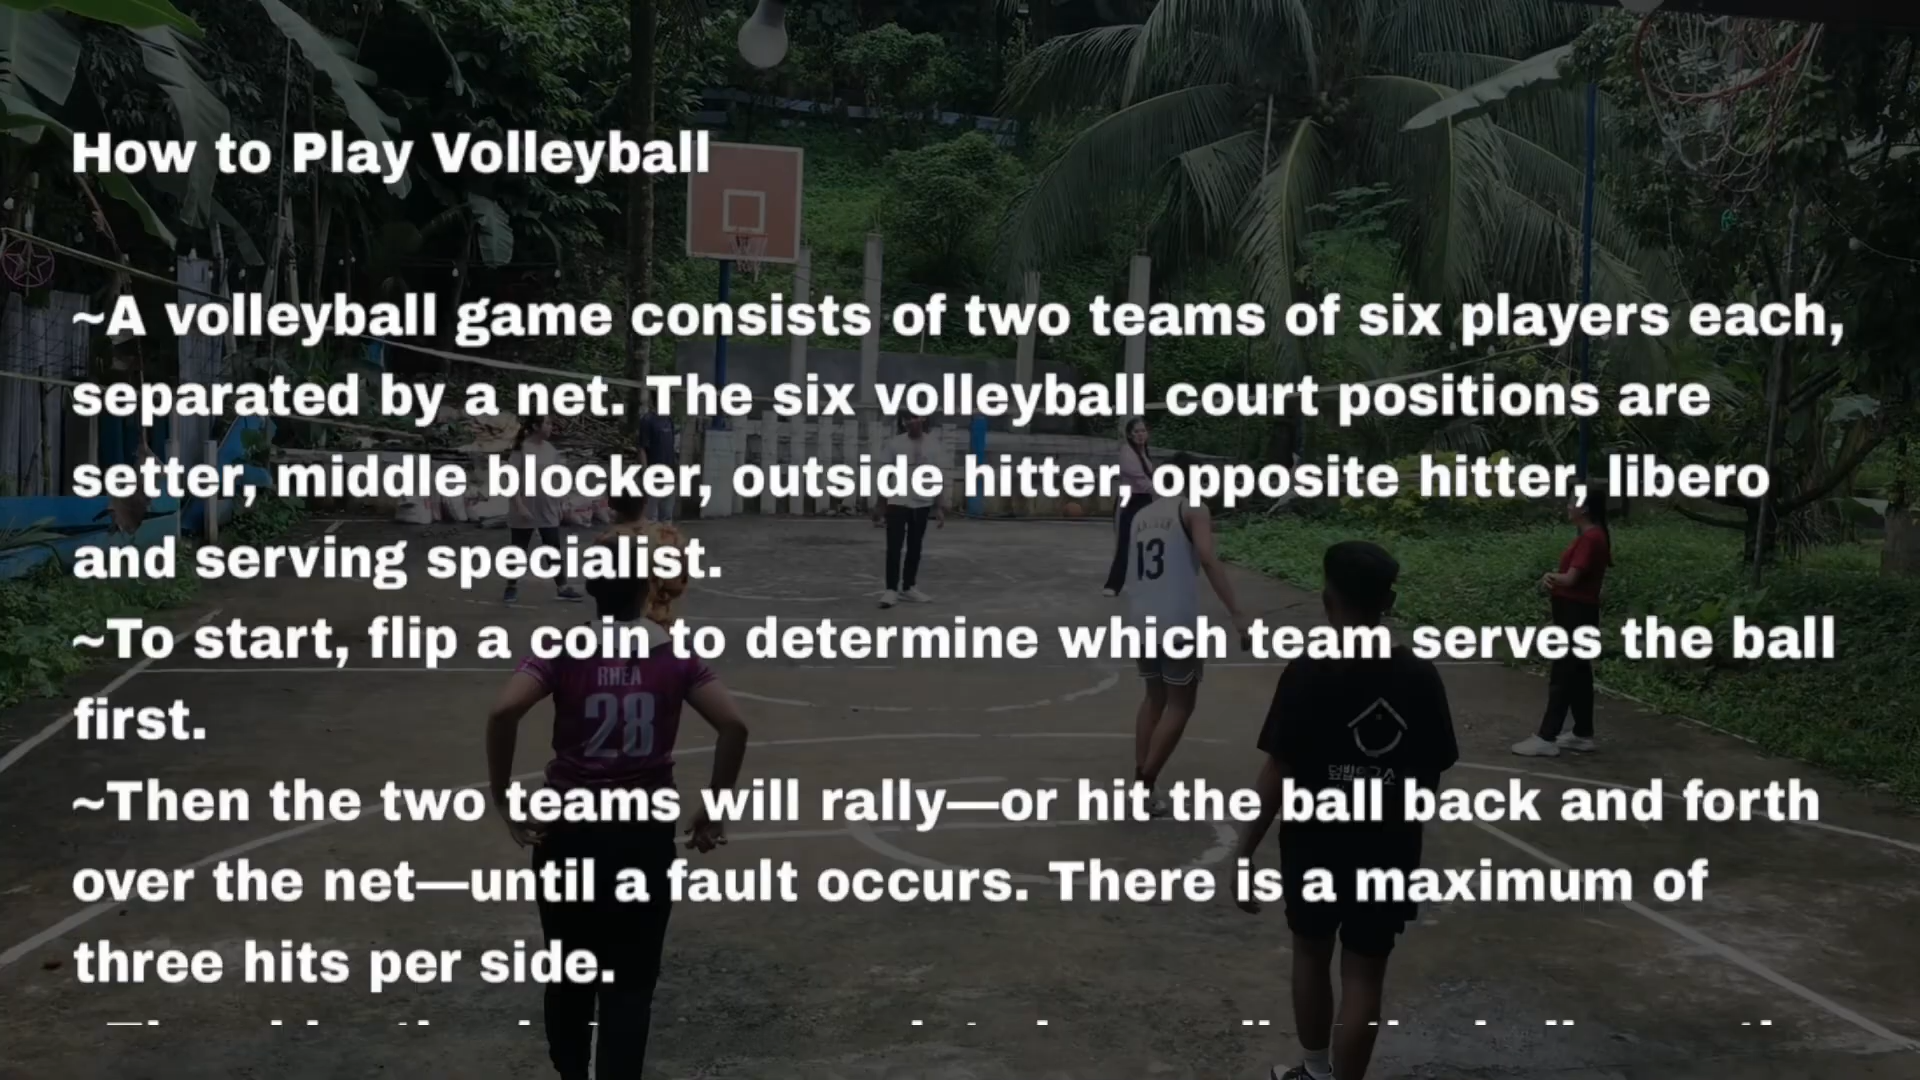 How to Play Volleyball
~A volleyball game consists of two teams of six players each,
separated by a net. The six volleyball court positions are
setter, middle blocker, outside hitter, opposite hitter, libero
and serving specialist.
~To start, flip a coin to determine which team serves the ball
first.
~Then the two teams will rally—or hit the ball back and forth
over the net—until a fault occurs. There is a maximum of
three hits per side.
13
RHEA
28